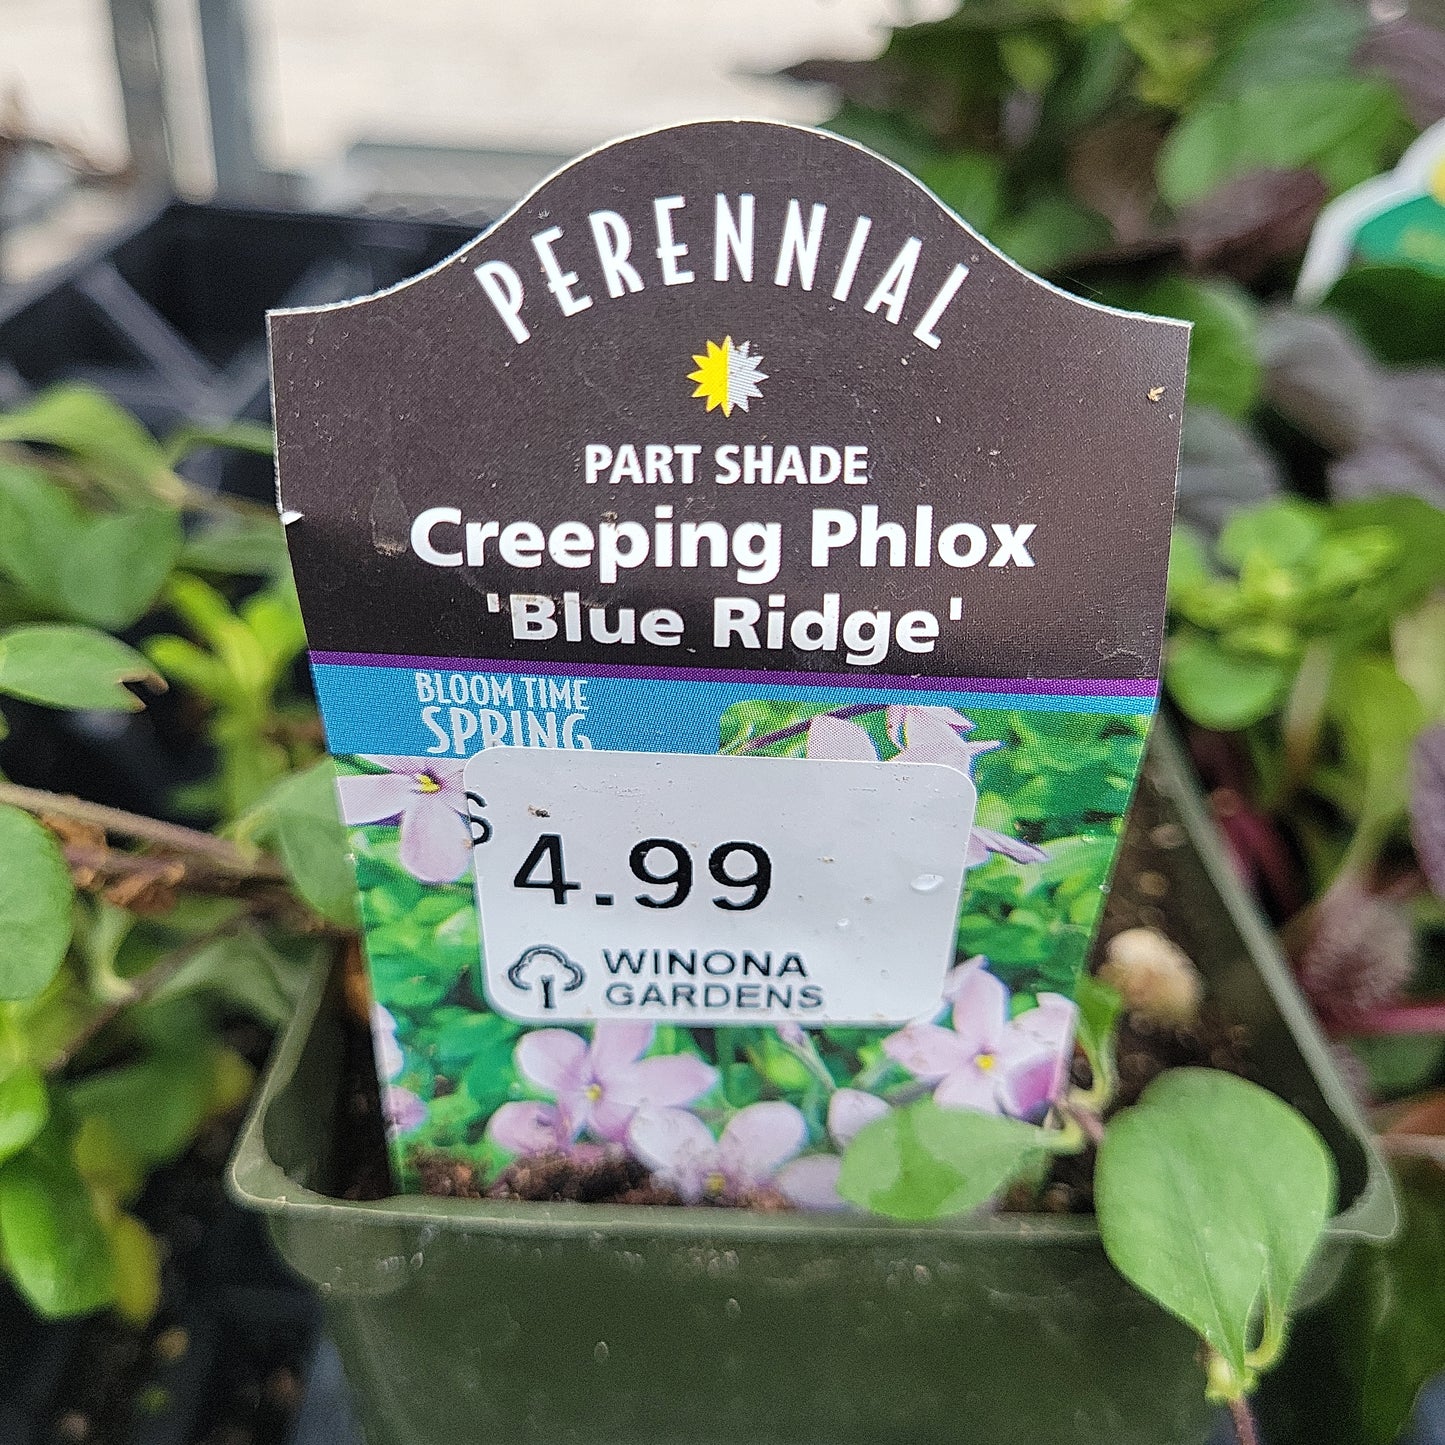 PERENNIAL
PART SHADE
Creeping Phlox
'Blue Ridge'
BLOOM TIME
SPRING
$
4.99
WINONA
GARDENS